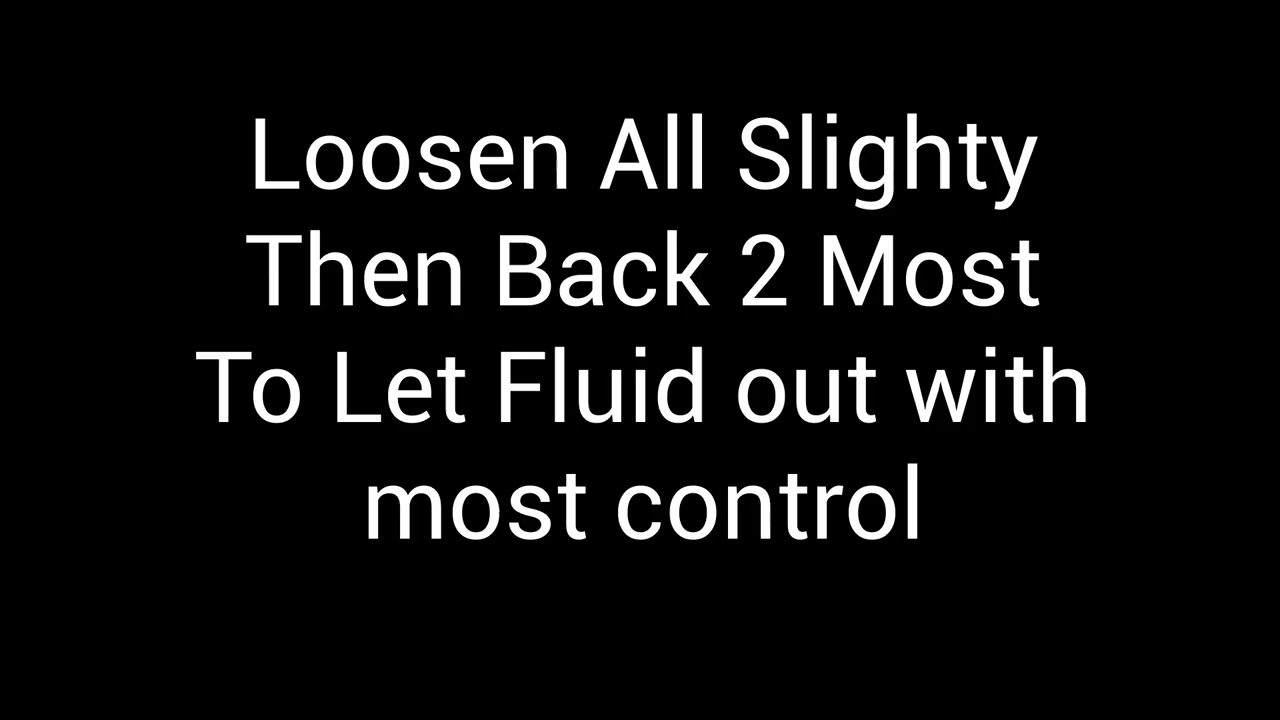 Loosen All Slighty
Then Back 2 Most
To Let Fluid out with
most control